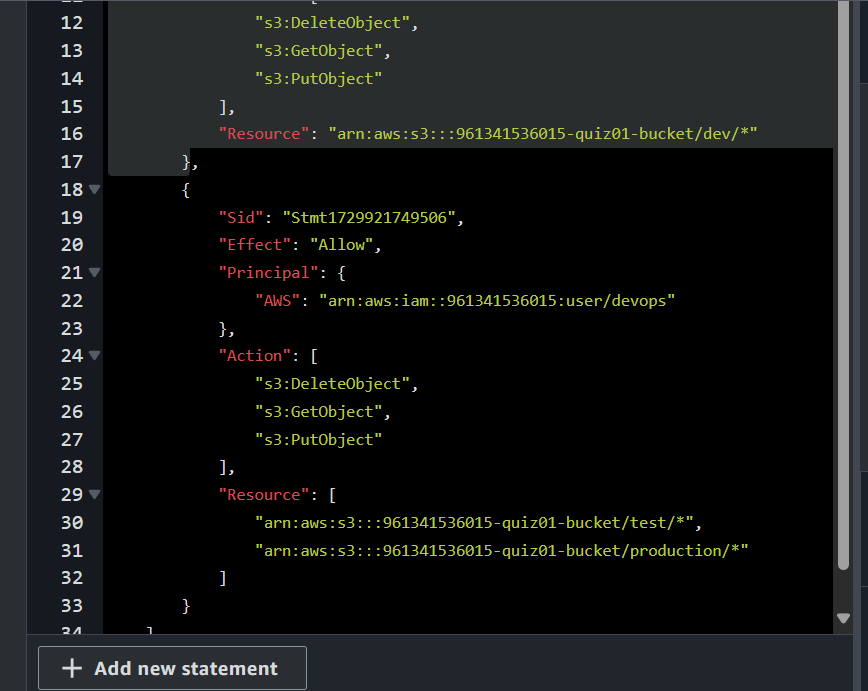 [
12 "s3:DeleteObject",
13 "s3:GetObject",
14 "s3:PutObject"
15 ],
16 "Resource": "arn:aws:s3:::961341536015-quiz01-bucket/dev/*"
17 },
18 {
19 "Sid": "Stmt1729921749506",
20 "Effect": "Allow",
21 "Principal": {
22 "AWS": "arn:aws:iam::961341536015:user/devops"
23 },
24 "Action": [
25 "s3:DeleteObject",
26 "s3:GetObject",
27 "s3:PutObject"
28 ],
29 "Resource": [
30 "arn:aws:s3:::961341536015-quiz01-bucket/test/*",
31 "arn:aws:s3:::961341536015-quiz01-bucket/production/*"
32 ]
33 }
34 ]
+ Add new statement